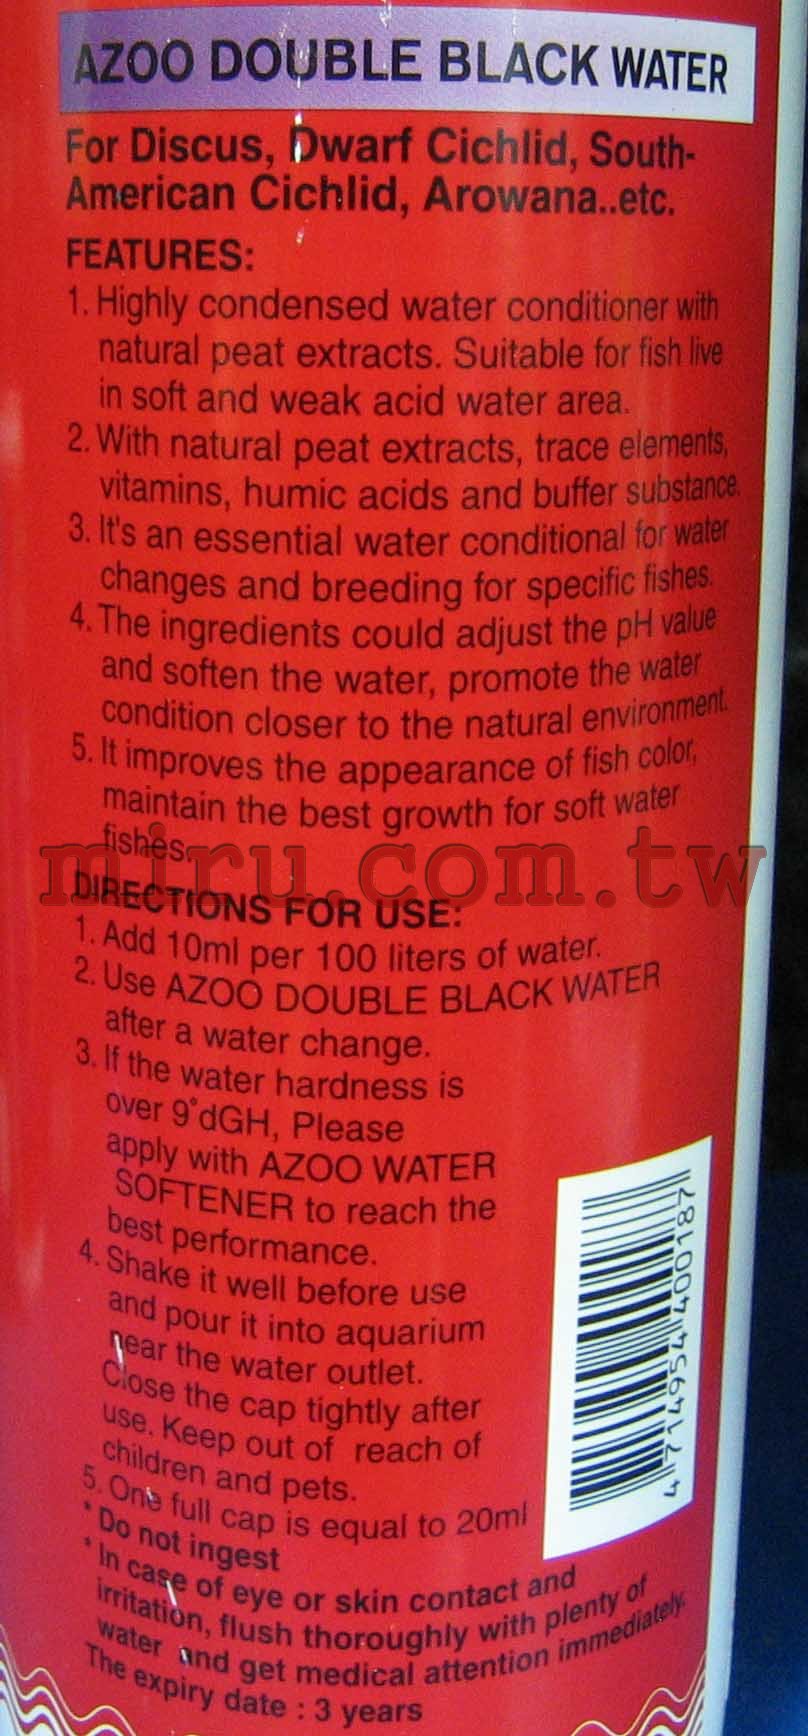 AZOO DOUBLE BLACK WATER
For Discus, Dwarf Cichlid, South-
American Cichlid, Arowana..etc.
FEATURES:
1. Highly condensed water conditioner with
natural peat extracts. Suitable for fish live
in soft and weak acid water area.
2. With natural peat extracts, trace elements,
vitamins, humic acids and buffer substance.
3. It's an essential water conditional for water
changes and breeding for specific fishes.
4. The ingredients could adjust the pH value
and soften the water, promote the water
condition closer to the natural environment.
5. It improves the appearance of fish color,
maintain the best growth for soft water
fishes.
miru.com.tw
DIRECTIONS FOR USE:
1. Add 10ml per 100 liters of water.
2. Use AZOO DOUBLE BLACK WATER
after a water change.
3. If the water hardness is
over 9°dGH, Please
apply with AZOO WATER
SOFTENER to reach the
best performance.
4. Shake it well before use
and pour it into aquarium
near the water outlet.
Close the cap tightly after
use. Keep out of reach of
children and pets.
5. One full cap is equal to 20ml
* Do not ingest
* In case of eye or skin contact and
irritation, flush thoroughly with plenty of
water and get medical attention immediately.
The expiry date : 3 years
4 714954 400187